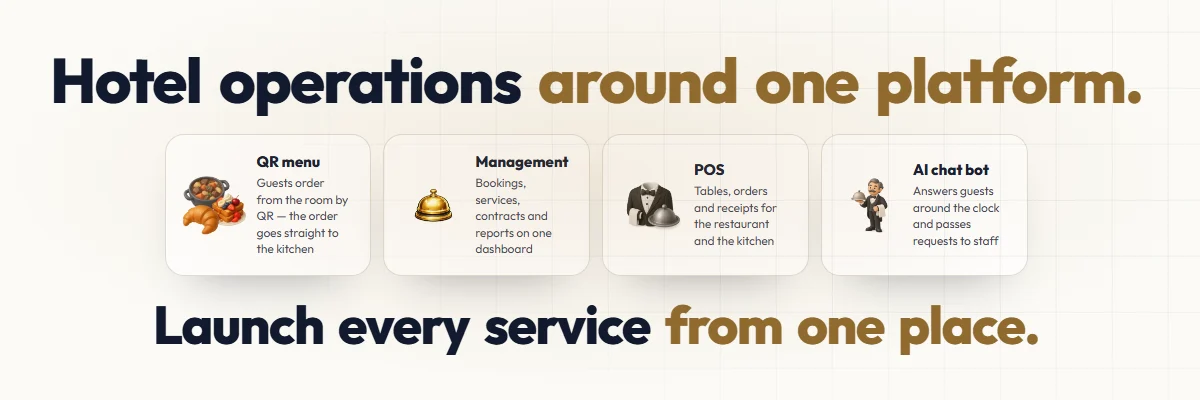 Hotel operations around one platform.
QR menu
Guests order
from the room by
QR — the order
goes straight to
the kitchen
Management
Bookings,
services,
contracts and
reports on one
dashboard
POS
Tables, orders
and receipts for
the restaurant
and the kitchen
AI chat bot
Answers guests
around the clock
and passes
requests to staff
Launch every service from one place.